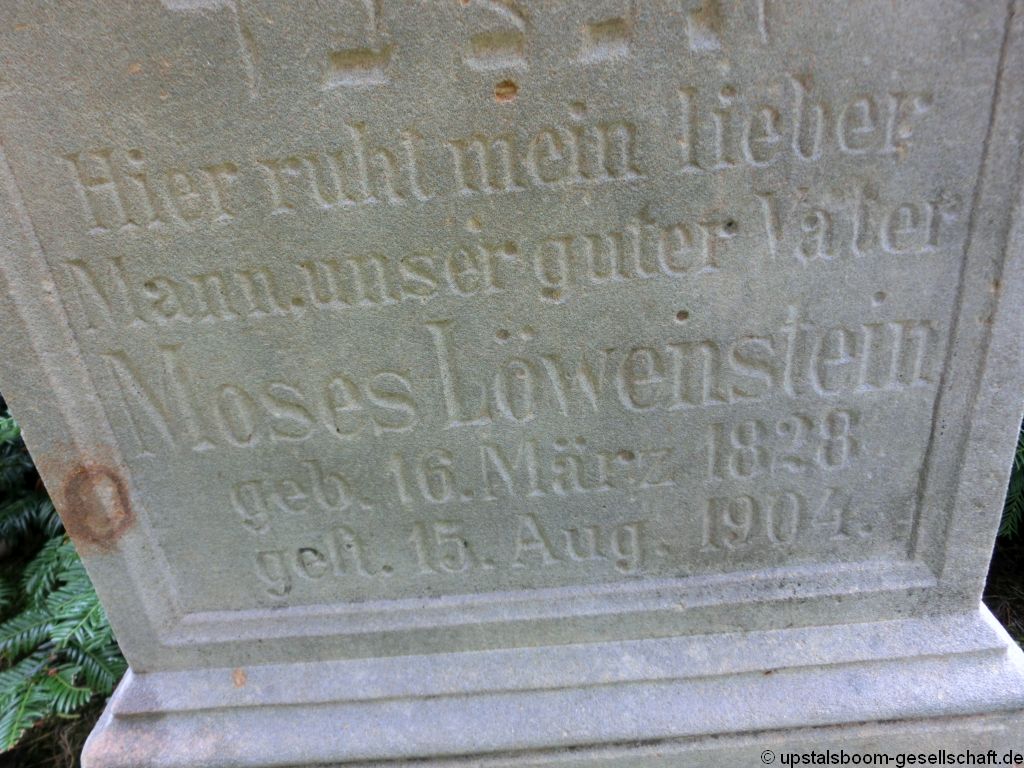 Hier ruht mein lieber
Mann, unser guter Vater
Moses Löwenstein
geb. 16. März 1828.
gest. 15. Aug. 1904.
© upstalsboom-gesellschaft.de